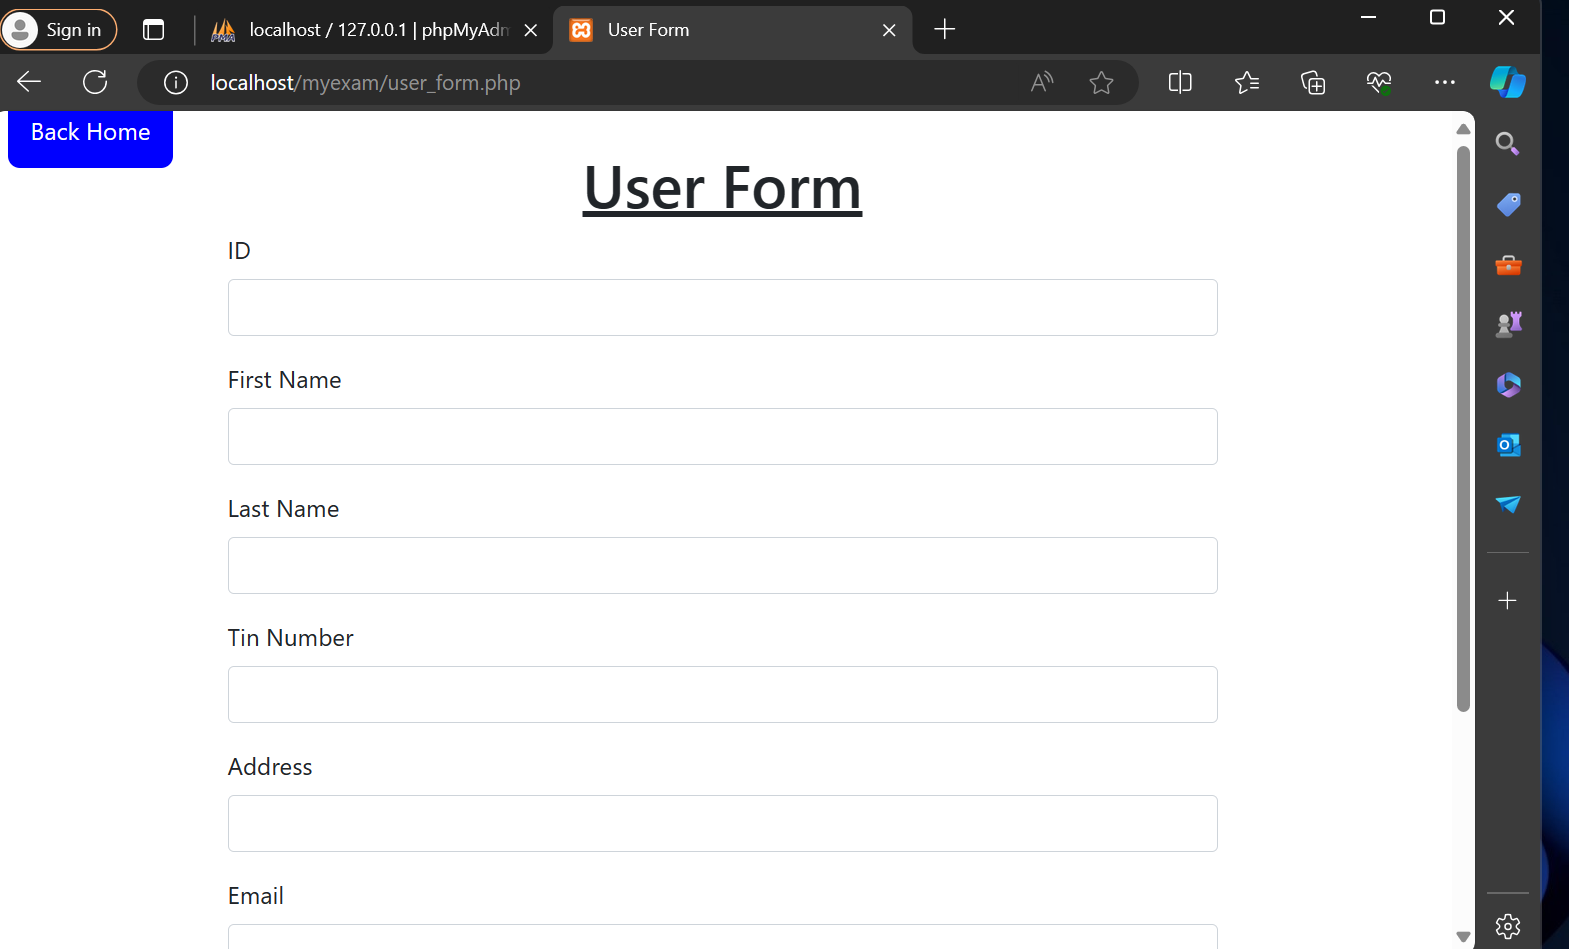 Sign in
localhost / 127.0.0.1 | phpMyAdm
User Form
localhost/myexam/user_form.php
Back Home
User Form
ID
First Name
Last Name
Tin Number
Address
Email